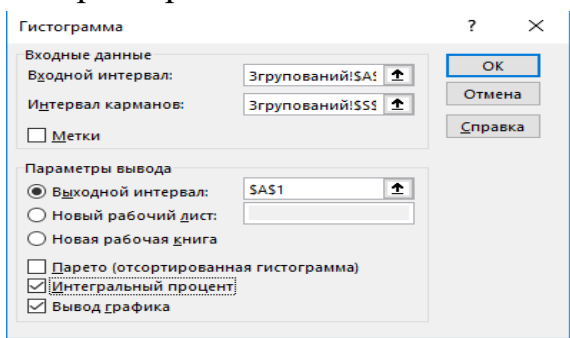 Гистограмма ? ×
Входные данные
Входной интервал: Згрупований!$A$
Интервал карманов: Згрупований!$S$
Метки
ОК
Отмена
Справка
Параметры вывода
Выходной интервал: $A$1
Новый рабочий лист:
Новая рабочая книга
Парето (отсортированная гистограмма)
Интегральный процент
Вывод графика